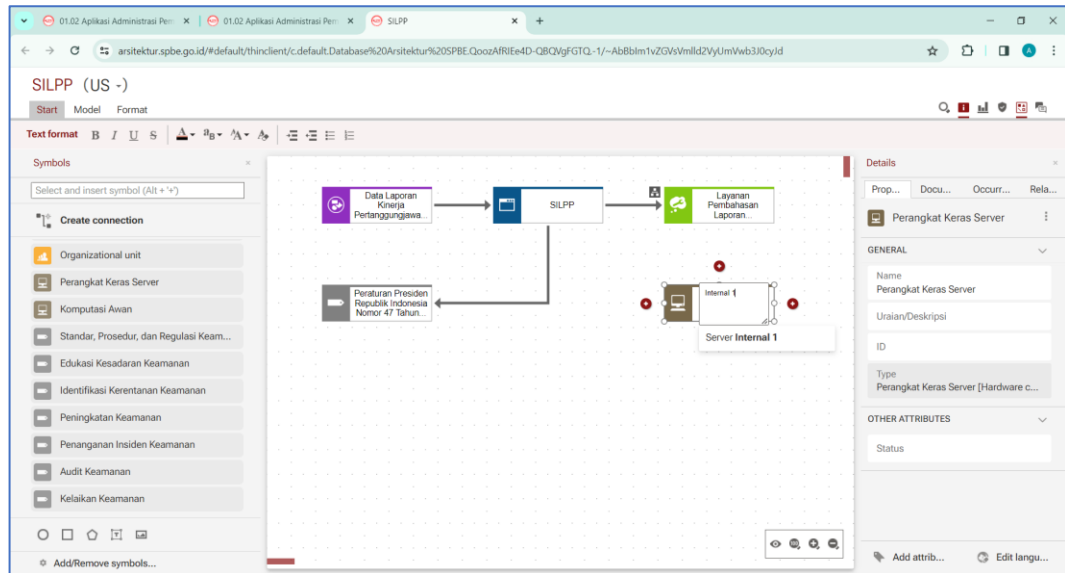 01.02 Aplikasi Administrasi Pem
01.02 Aplikasi Administrasi Pem
SILPP
arsitektur.spbe.go.id/#default/thinclient/c.default.Database%20Arsitektur%20SPBE.
SILPP (US -)
Start Model Format
Text format B I U S
Symbols
Select and insert symbol (Alt + '+')
Create connection
Organizational unit
Perangkat Keras Server
Komputasi Awan
Standar, Prosedur, dan Regulasi Keam...
Edukasi Kesadaran Keamanan
Identifikasi Kerentanan Keamanan
Peningkatan Keamanan
Penanganan Insiden Keamanan
Audit Keamanan
Kelaikan Keamanan
Add/Remove symbols...
Data Laporan
Kinerja
Pertanggungjawa...
SILPP
Layanan
Pembahasan
Laporan...
Peraturan Presiden
Republik Indonesia
Nomor 47 Tahun...
Internal 1
Server Internal 1
Details
Prop... Docu... Occurr... Rela...
Perangkat Keras Server
GENERAL
Name
Perangkat Keras Server
Uraian/Deskripsi
ID
Type
Perangkat Keras Server [Hardware c...
OTHER ATTRIBUTES
Status
Add attrib... Edit langu...